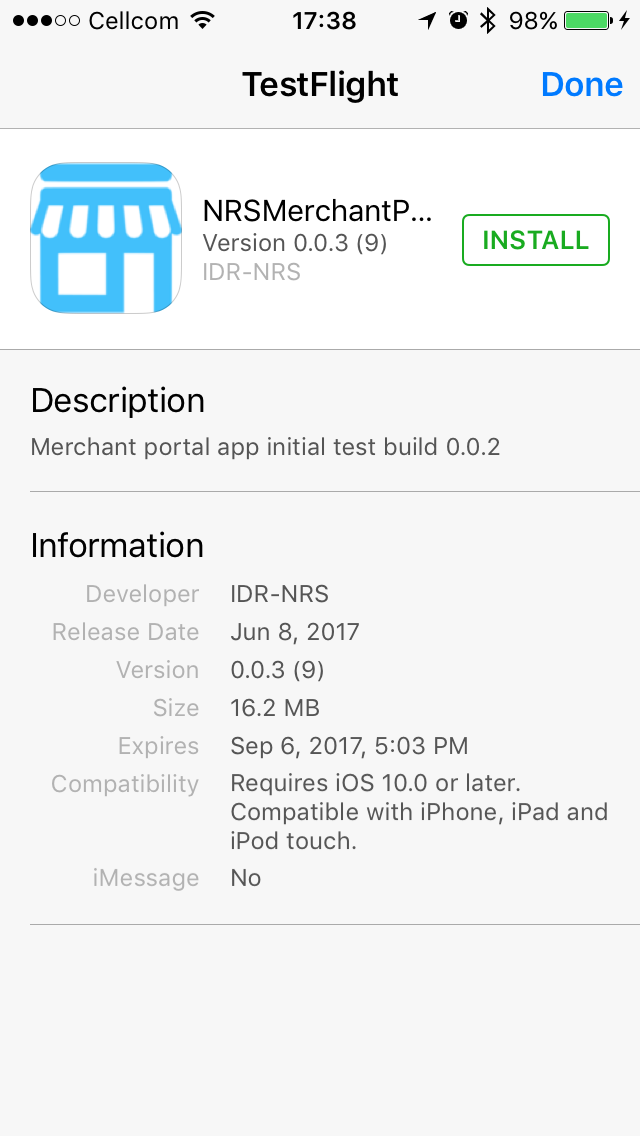 Cellcom 17:38 98%
TestFlight Done
NRSMerchantP...
Version 0.0.3 (9)
IDR-NRS
INSTALL
Description
Merchant portal app initial test build 0.0.2
Information
Developer IDR-NRS
Release Date Jun 8, 2017
Version 0.0.3 (9)
Size 16.2 MB
Expires Sep 6, 2017, 5:03 PM
Compatibility Requires iOS 10.0 or later.
Compatible with iPhone, iPad and
iPod touch.
iMessage No